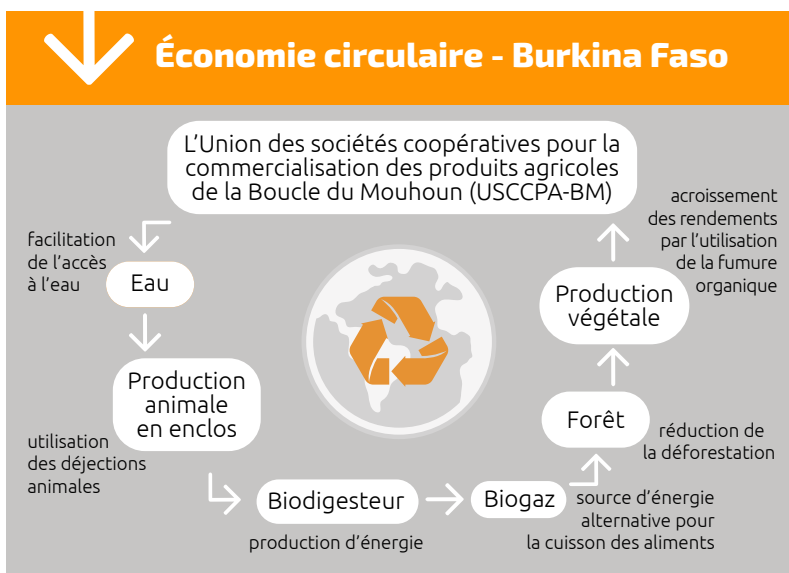 Économie circulaire - Burkina Faso
L’Union des sociétés coopératives pour la
commercialisation des produits agricoles
de la Boucle du Mouhoun (USCCPA-BM)
facilitation
de l’accès
à l’eau
Eau
Production
animale
en enclos
utilisation
des déjections
animales
Biodigesteur
production d’énergie
Biogaz
source d’énergie
alternative pour
la cuisson des aliments
Forêt
réduction de
la déforestation
Production
végétale
acroissement
des rendements
par l’utilisation
de la fumure
organique